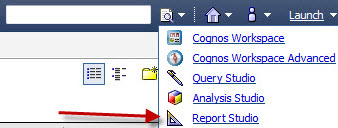 Launch
Cognos Workspace
Cognos Workspace Advanced
Query Studio
Analysis Studio
Report Studio